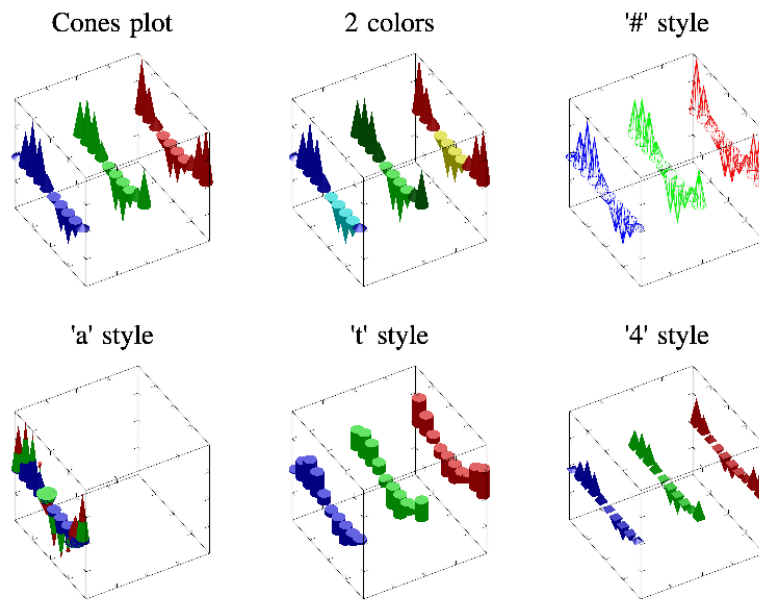 Cones plot
2 colors
'#' style
'a' style
't' style
'4' style